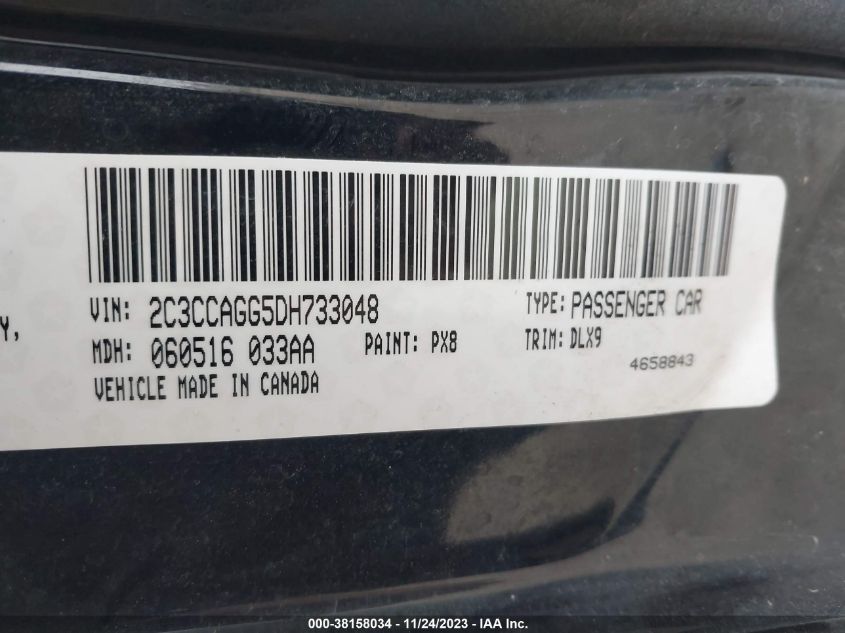 VIN: 2C3CCAGG5DH733048 TYPE: PASSENGER CAR
Y,
MDH: 060516 033AA PAINT: PX8 TRIM: DLX9
4658843
VEHICLE MADE IN CANADA
000-38158034 - 11/24/2023 - IAA Inc.